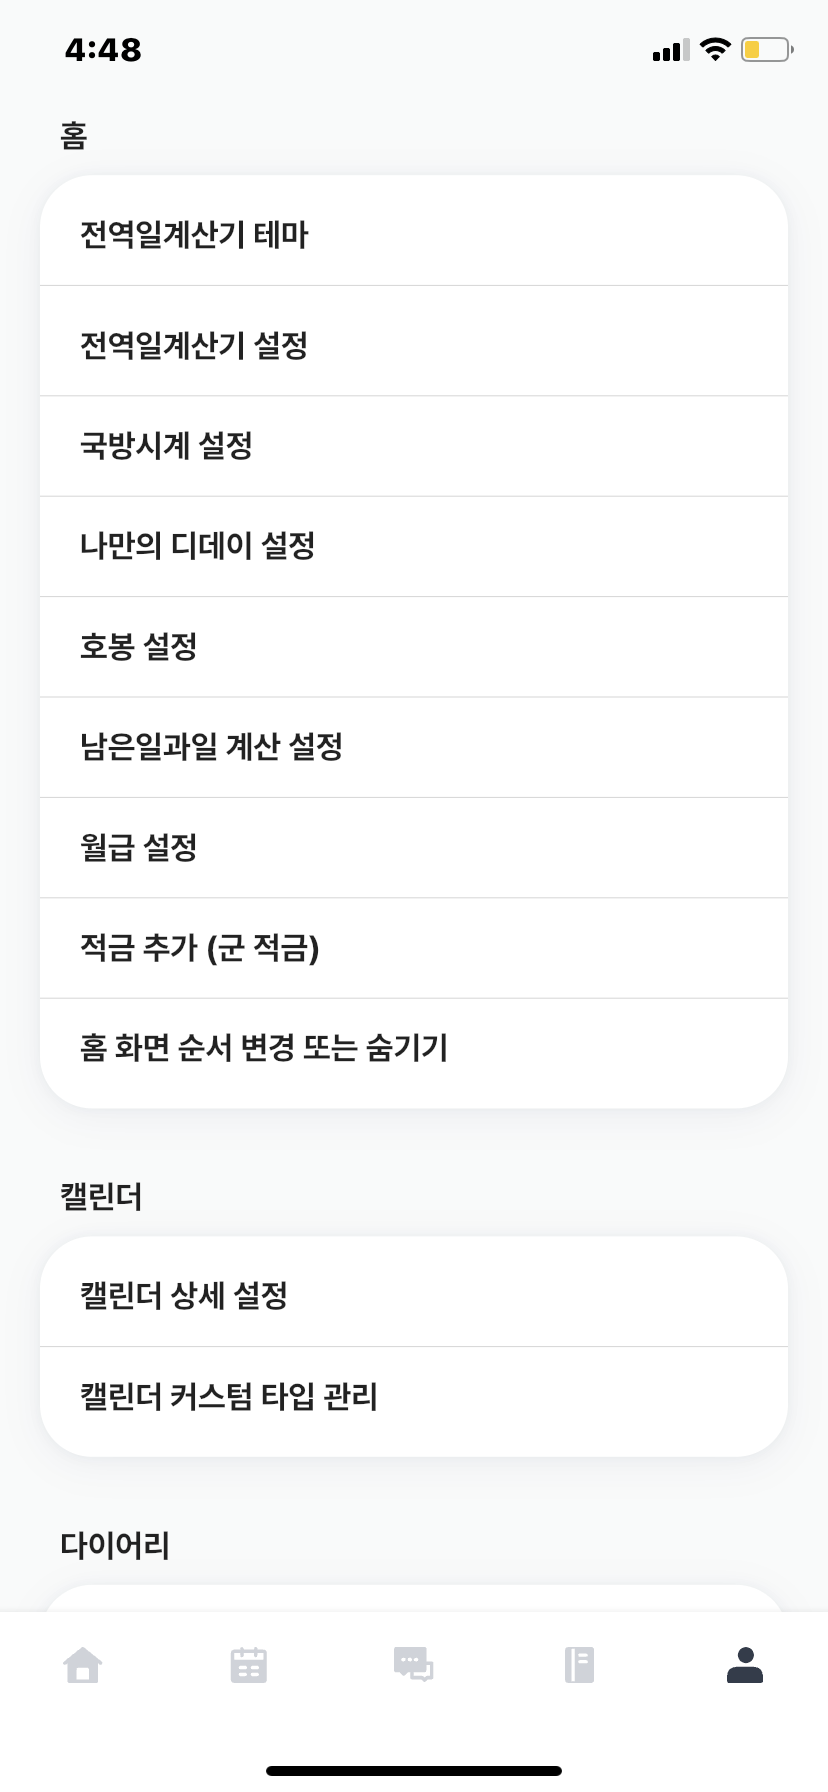 4:48
홈
전역일계산기 테마
전역일계산기 설정
국방시계 설정
나만의 디데이 설정
호봉 설정
남은일과일 계산 설정
월급 설정
적금 추가 (군 적금)
홈 화면 순서 변경 또는 숨기기
캘린더
캘린더 상세 설정
캘린더 커스텀 타입 관리
다이어리